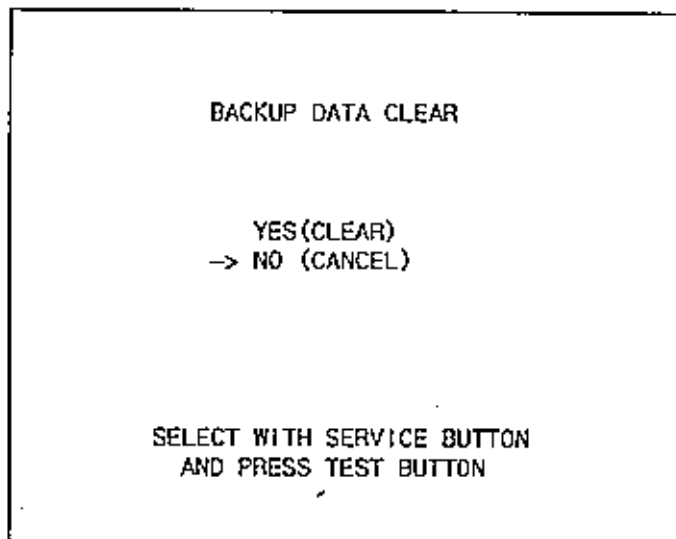 BACKUP DATA CLEAR
YES(CLEAR)
-> NO (CANCEL)
SELECT WITH SERVICE BUTTON
AND PRESS TEST BUTTON